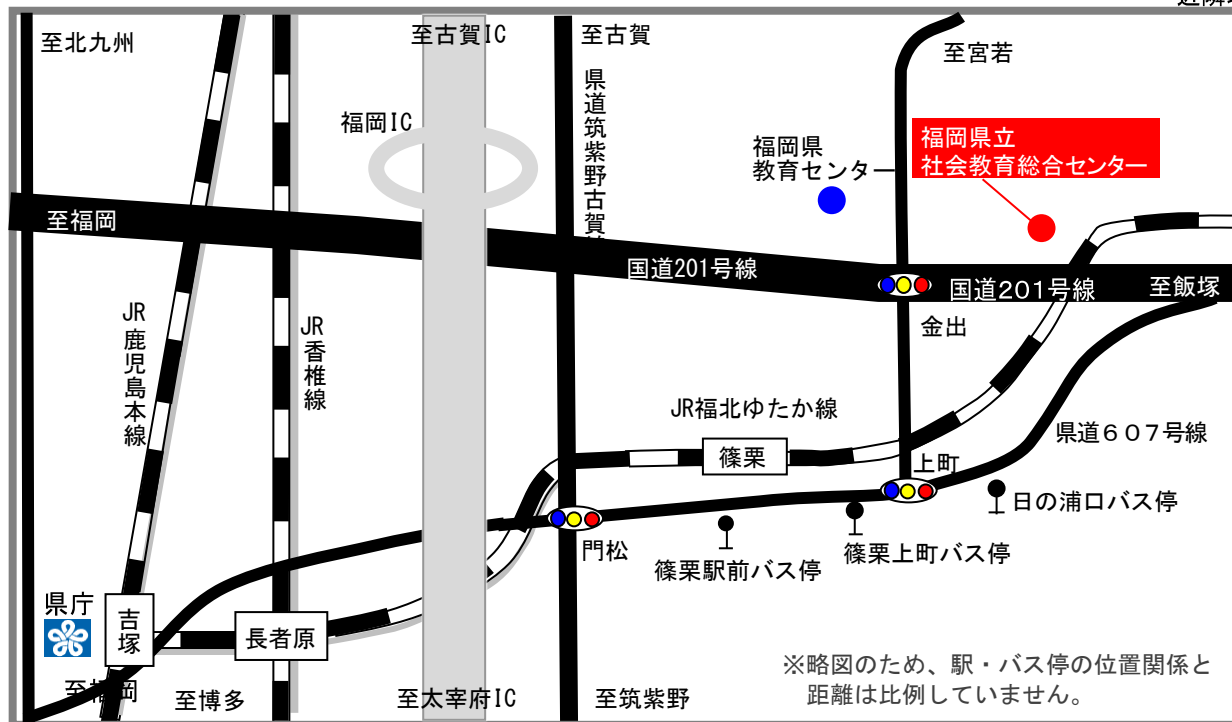 至北九州
至古賀IC
至古賀
至宮若
県道筑紫野古賀
福岡IC
福岡県
教育センター
福岡県立
社会教育総合センター
至福岡
国道201号線
国道201号線
至飯塚
金出
JR鹿児島本線
JR香椎線
JR福北ゆたか線
篠栗
県道607号線
上町
日の浦口バス停
門松
篠栗駅前バス停
篠栗上町バス停
県庁
吉塚
長者原
至福岡
至博多
至太宰府IC
至筑紫野
※略図のため、駅・バス停の位置関係と
距離は比例していません。